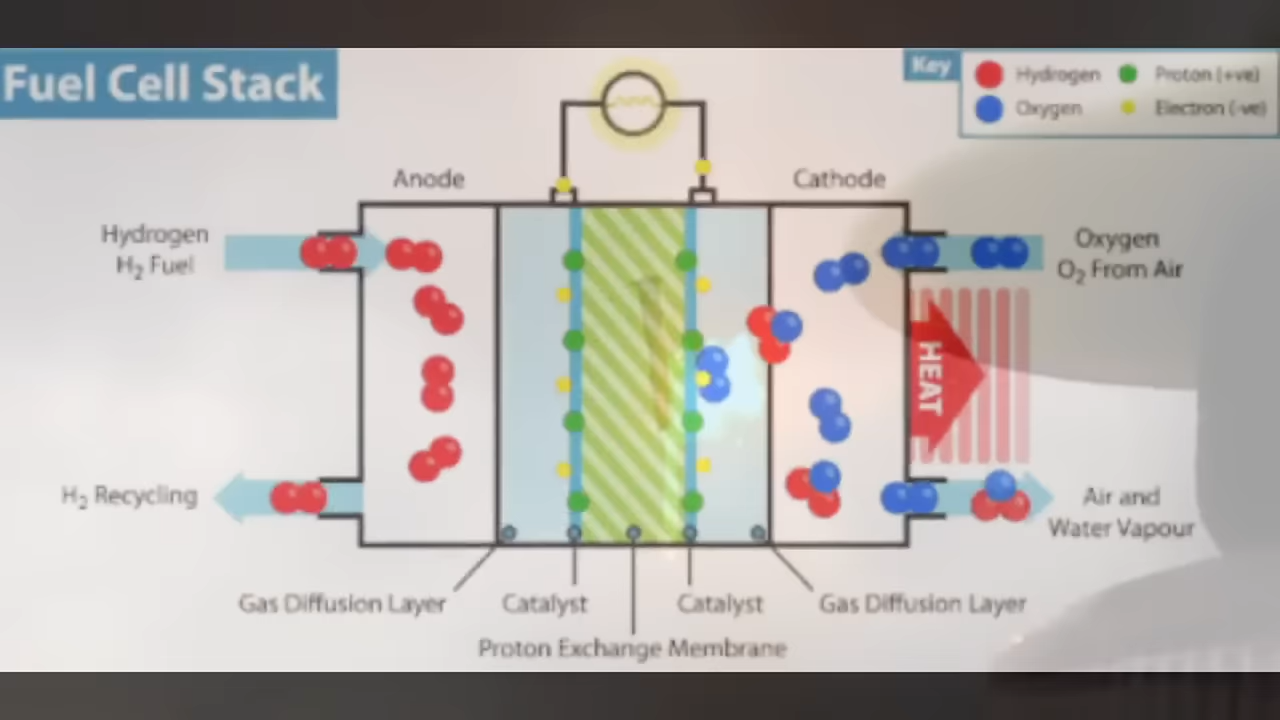 Fuel Cell Stack
Key
Hydrogen
Proton (+ve)
Oxygen
Electron (-ve)
Anode
Cathode
Hydrogen
H₂ Fuel
Oxygen
O₂ From Air
HEAT
H₂ Recycling
Air and
Water Vapour
Gas Diffusion Layer
Catalyst
Catalyst
Gas Diffusion Layer
Proton Exchange Membrane